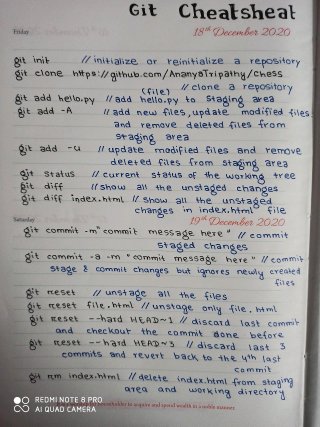 Git Cheatsheat
Friday 18th December 2020
git init // initialize or reinitialize a repository
git clone https://github.com/AnanyaTripathy/Chess
// clone a repository
(file)
git add hello.py // add hello.py to staging area
git add -A // add new files, update modified files
and remove deleted files from
staging area
git add -u // update modified files and remove
deleted files from staging area
git status // current status of the working tree
git diff // show all the unstaged changes
git diff index.html // show all the unstaged
changes in index.html file
Saturday 19th December 2020
git commit -m "commit message here" // commit
staged changes
git commit -a -m "commit message here" // commit
stage & commit changes but ignores newly created
files
git reset // unstage all the files
git reset file.html // unstage only file.html
git reset --hard HEAD~1 // discard last commit
and checkout the commit done before
git reset --hard HEAD~3 // discard last 3
commits and revert back to the 4th last
commit
git rm index.html // delete index.html from staging
area and working directory
householder to acquire and spend wealth in a noble manner.
REDMI NOTE 8 PRO
AI QUAD CAMERA